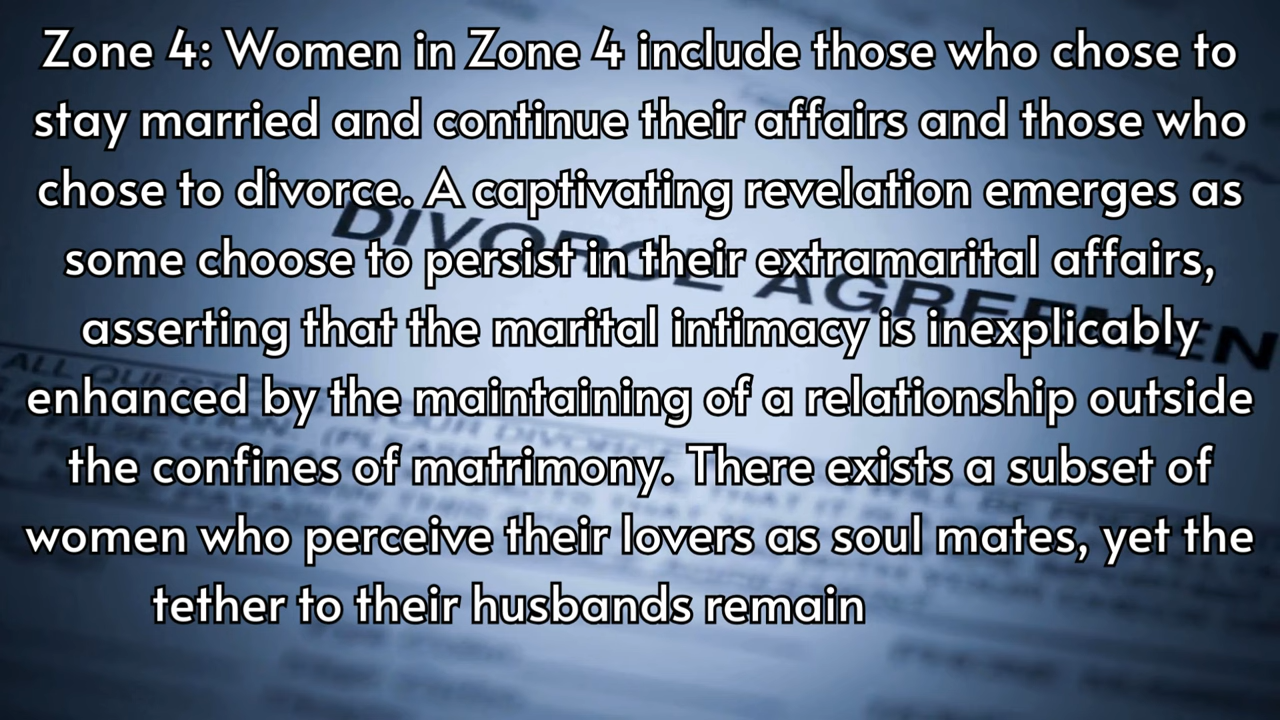 Zone 4: Women in Zone 4 include those who chose to
stay married and continue their affairs and those who
chose to divorce. A captivating revelation emerges as
some choose to persist in their extramarital affairs,
asserting that the marital intimacy is inexplicably
enhanced by the maintaining of a relationship outside
the confines of matrimony. There exists a subset of
women who perceive their lovers as soul mates, yet the
tether to their husbands remain
DIVORCE AGREEMEN